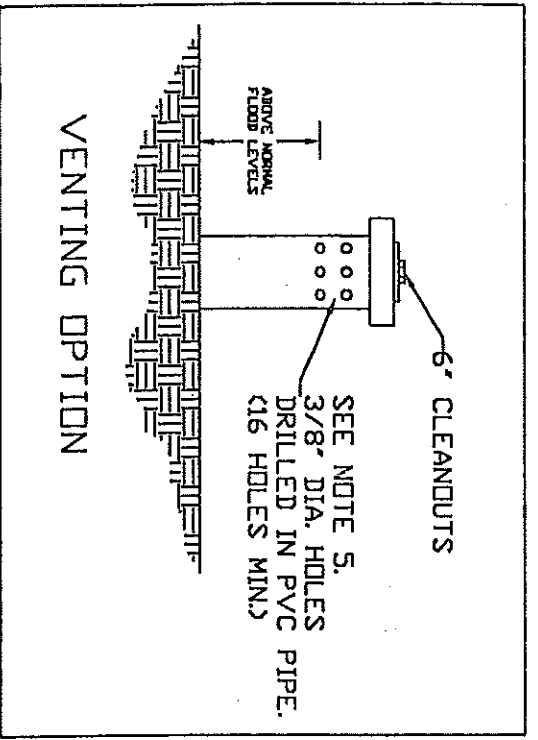 6" CLEANOUTS
SEE NOTE 5.
3/8" DIA. HOLES
DRILLED IN PVC PIPE.
(16 HOLES MIN.)
ABOVE NORMAL
FLOOD LEVELS
VENTING OPTION